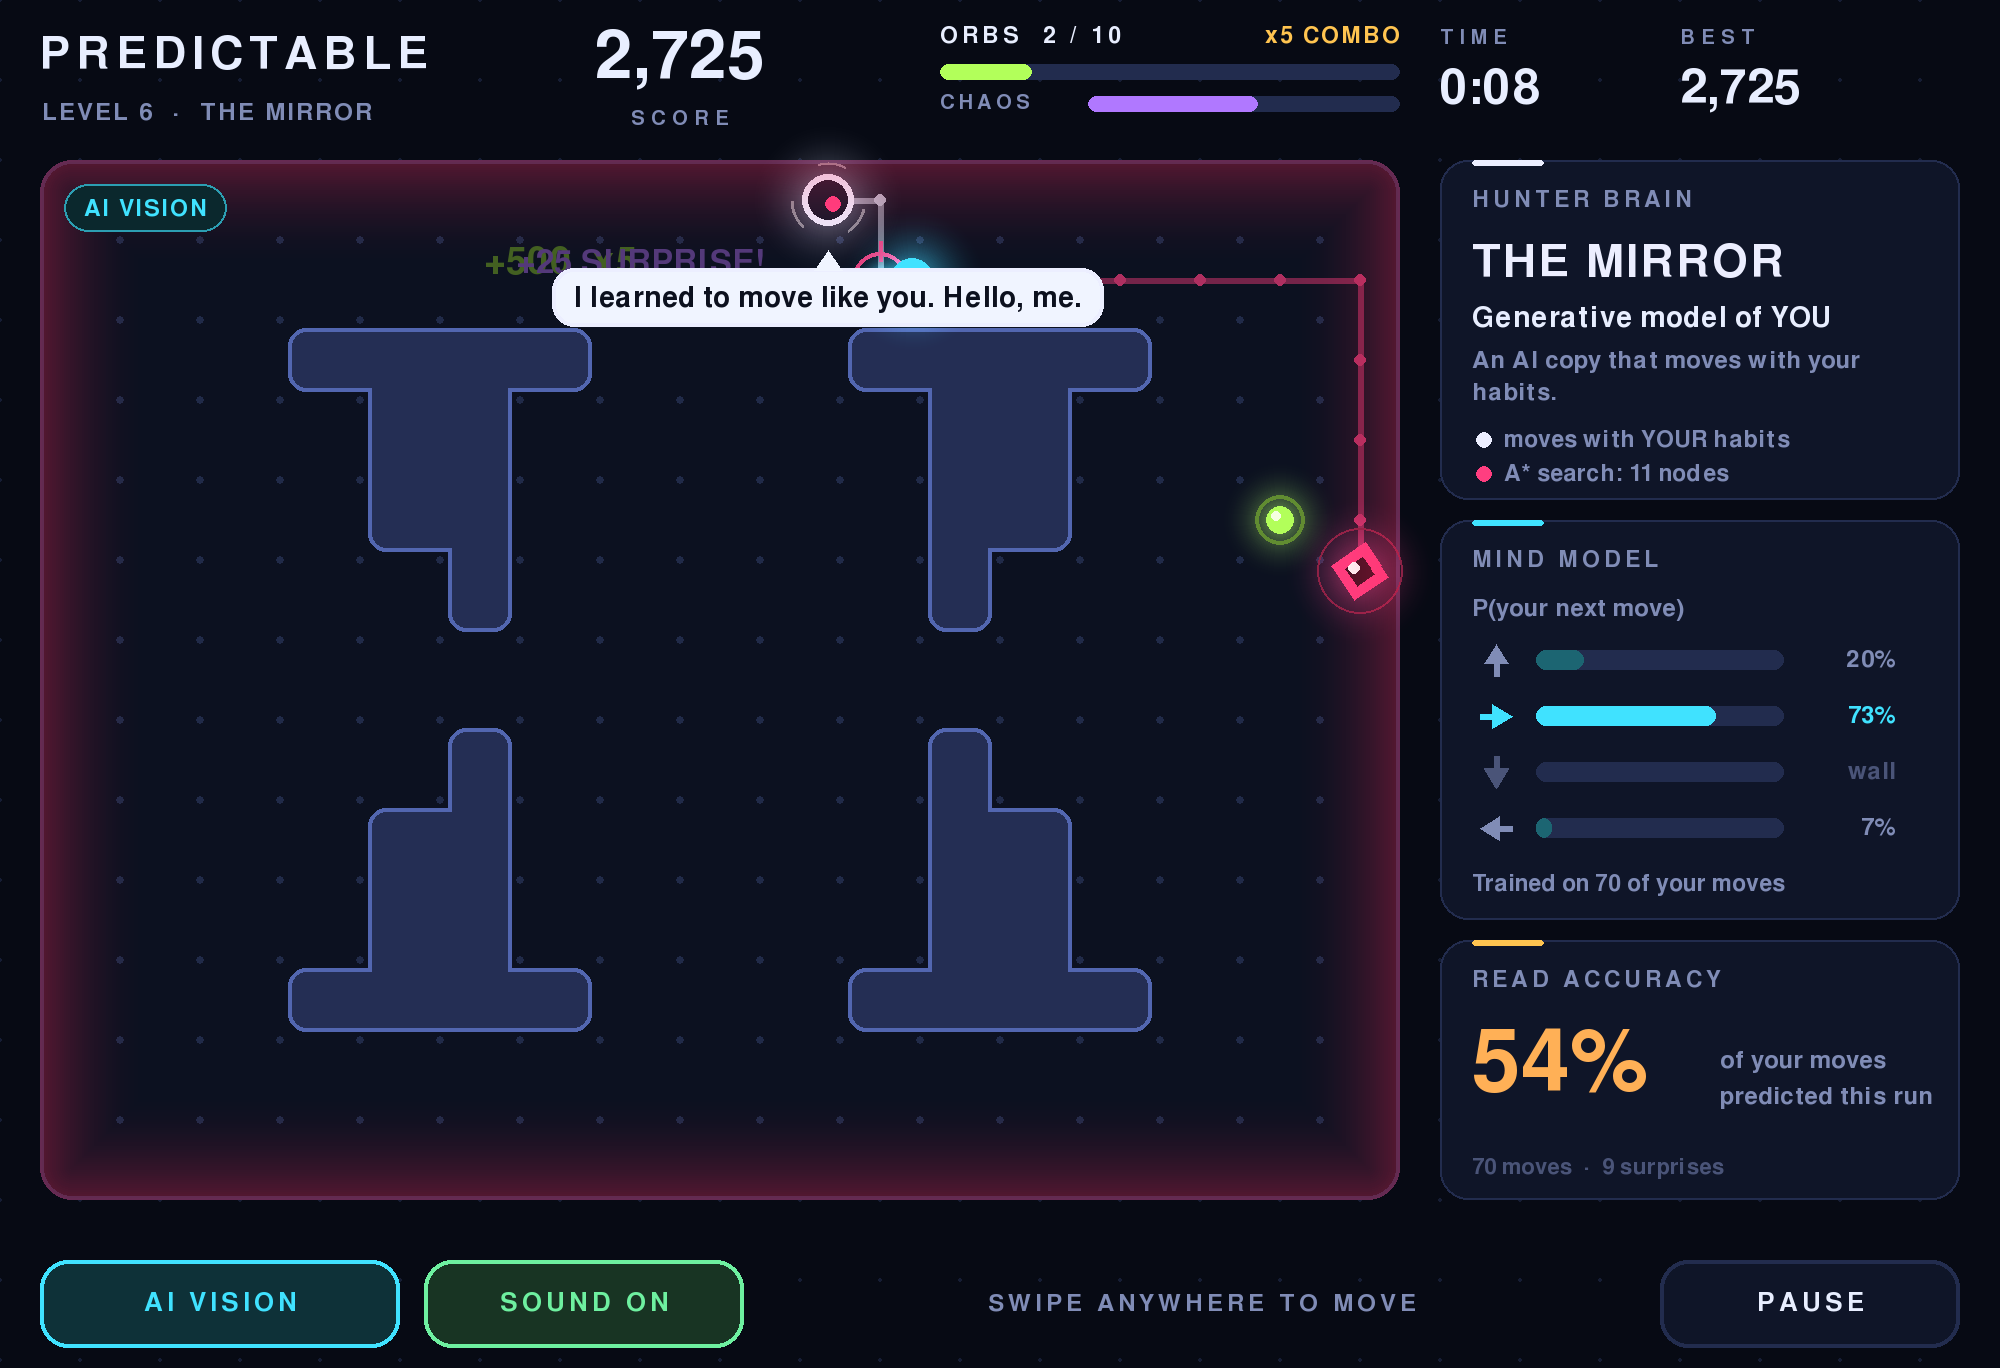 PREDICTABLE
LEVEL 6 · THE MIRROR
2,725
SCORE
ORBS 2 / 10
x5 COMBO
CHAOS
TIME
0:08
BEST
2,725
AI VISION
SURPRISE!
I learned to move like you. Hello, me.
HUNTER BRAIN
THE MIRROR
Generative model of YOU
An AI copy that moves with your
habits.
moves with YOUR habits
A* search: 11 nodes
MIND MODEL
P(your next move)
20%
73%
wall
7%
Trained on 70 of your moves
READ ACCURACY
54%
of your moves
predicted this run
70 moves · 9 surprises
AI VISION
SOUND ON
SWIPE ANYWHERE TO MOVE
PAUSE